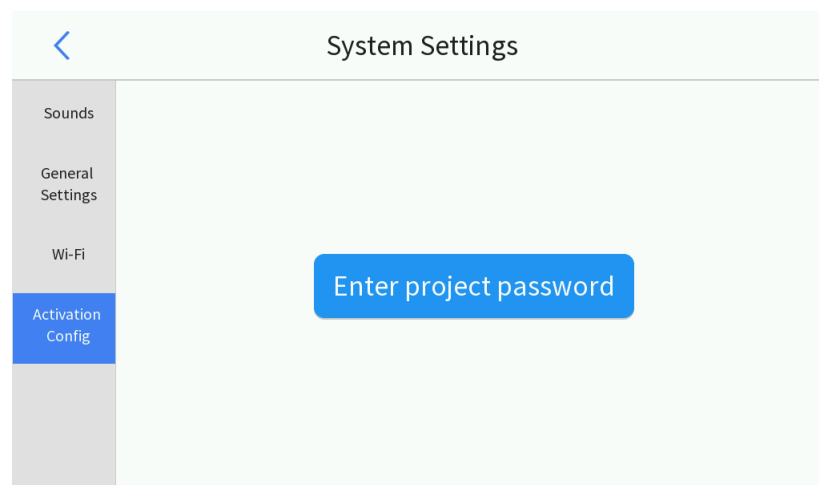 System Settings
Sounds
General
Settings
Wi-Fi
Activation
Config
Enter project password